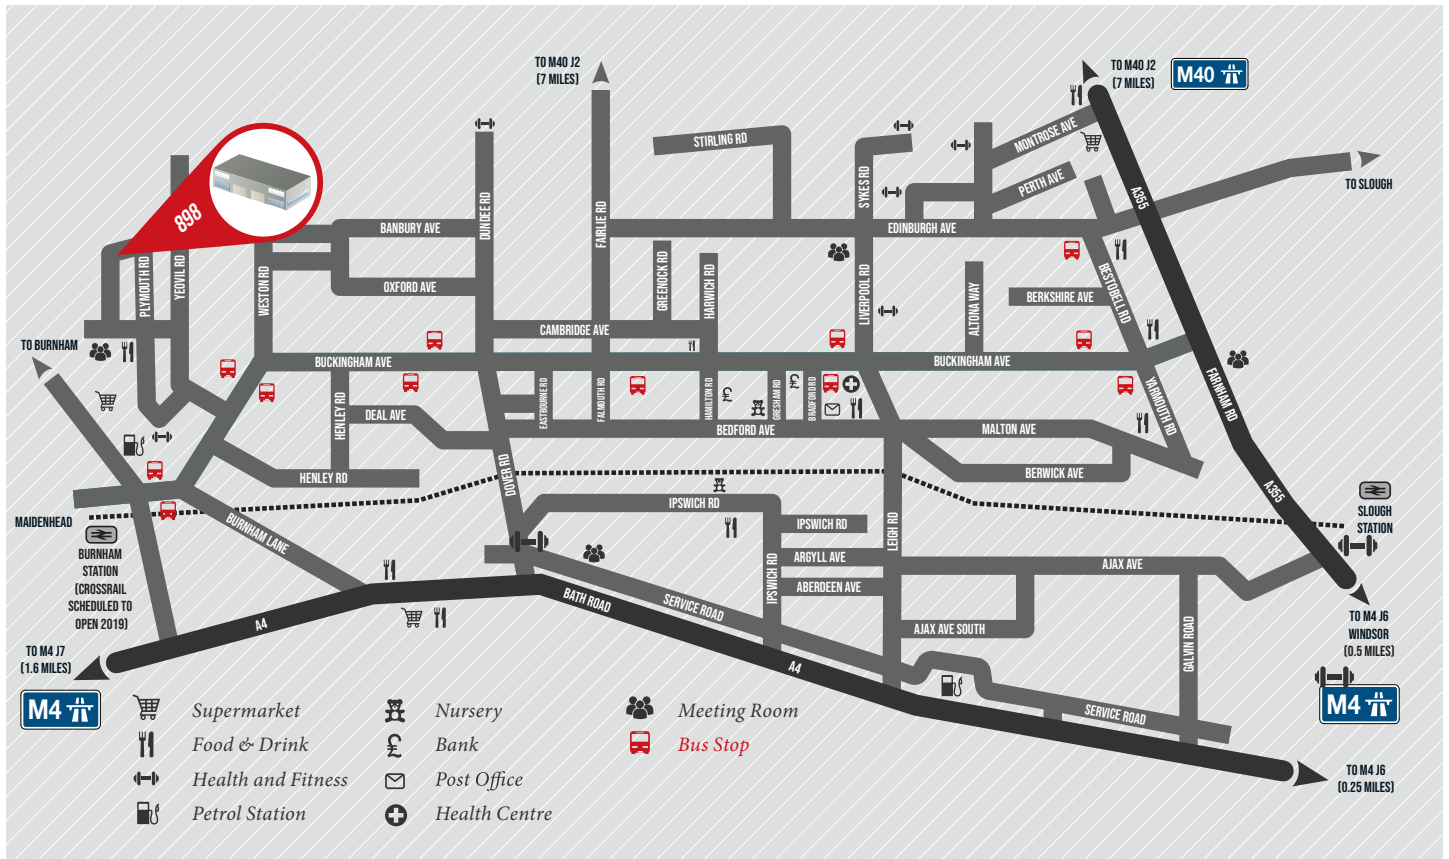 TO M40 J2
(7 MILES)
TO M40 J2
(7 MILES)
M40
MONTROSE AVE
STIRLING RD
PERTH AVE
SYKES RD
A355
TO SLOUGH
898
BANBURY AVE
DUNDEE RD
FAIRLIE RD
EDINBURGH AVE
PLYMOUTH RD
YEOVIL RD
WESTON RD
OXFORD AVE
GREENOCK RD
HARWICH RD
LIVERPOOL RD
ALTONA WAY
BERKSHIRE AVE
BESTOBELL RD
CAMBRIDGE AVE
TO BURNHAM
BUCKINGHAM AVE
BUCKINGHAM AVE
FARNHAM RD
HENLEY RD
DEAL AVE
EASTBOURNE RD
FALMOUTH RD
HAMILTON RD
GRESHAM RD
BRADFORD RD
YARMOUTH RD
BEDFORD AVE
MALTON AVE
HENLEY RD
DOVER RD
BERWICK AVE
A355
MAIDENHEAD
BURNHAM LANE
IPSWICH RD
IPSWICH RD
LEIGH RD
SLOUGH
STATION
BURNHAM
STATION
(CROSSRAIL
SCHEDULED TO
OPEN 2019)
ARGYLL AVE
IPSWICH RD
ABERDEEN AVE
AJAX AVE
BATH ROAD
SERVICE ROAD
A4
AJAX AVE SOUTH
GALVIN ROAD
TO M4 J6
WINDSOR
(0.5 MILES)
TO M4 J7
(1.6 MILES)
A4
M4
M4
SERVICE ROAD
TO M4 J6
(0.25 MILES)
Supermarket
Food & Drink
Health and Fitness
Petrol Station
Nursery
Bank
Post Office
Health Centre
Meeting Room
Bus Stop